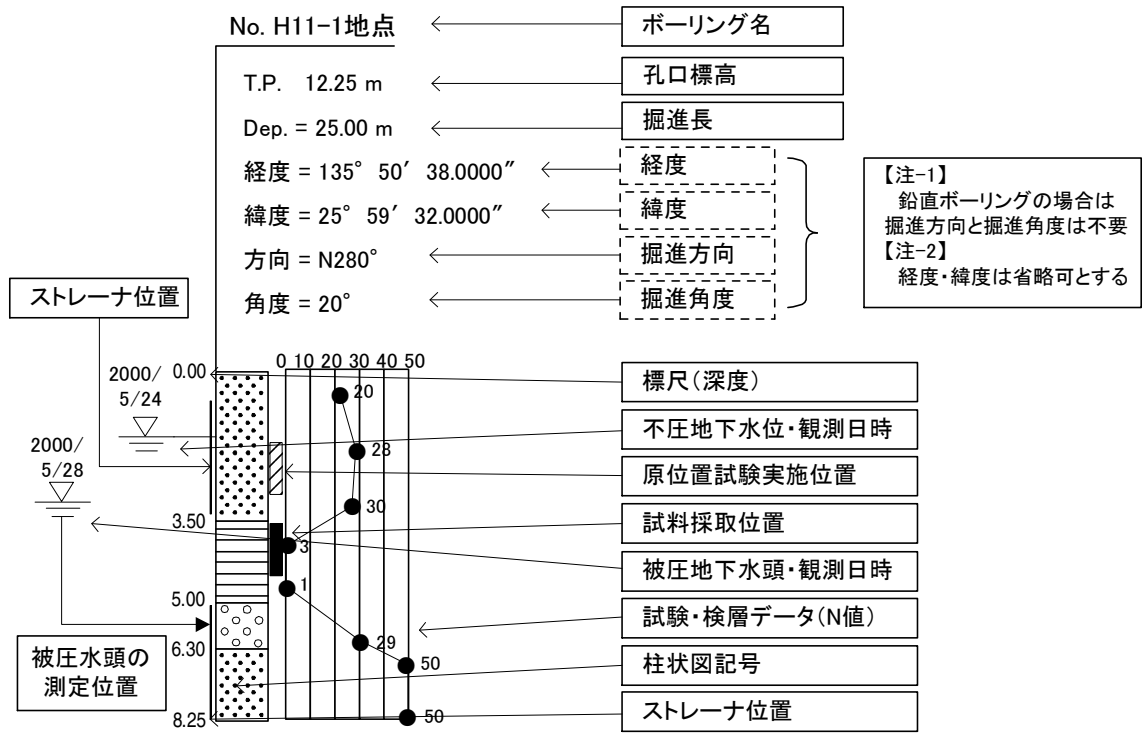 No. H11-1地点
ボーリング名
T.P. 12.25 m
孔口標高
Dep. = 25.00 m
掘進長
経度 = 135° 50′ 38.0000″
経度
緯度 = 25° 59′ 32.0000″
緯度
方向 = N280°
掘進方向
角度 = 20°
掘進角度
【注-1】
鉛直ボーリングの場合は
掘進方向と掘進角度は不要
【注-2】
経度・緯度は省略可とする
ストレーナ位置
0 10 20 30 40 50
0.00
2000/
5/24
2000/
5/28
3.50
5.00
6.30
8.25
20
28
30
3
1
29
50
50
被圧水頭の
測定位置
標尺(深度)
不圧地下水位・観測日時
原位置試験実施位置
試料採取位置
被圧地下水頭・観測日時
試験・検層データ(N値)
柱状図記号
ストレーナ位置